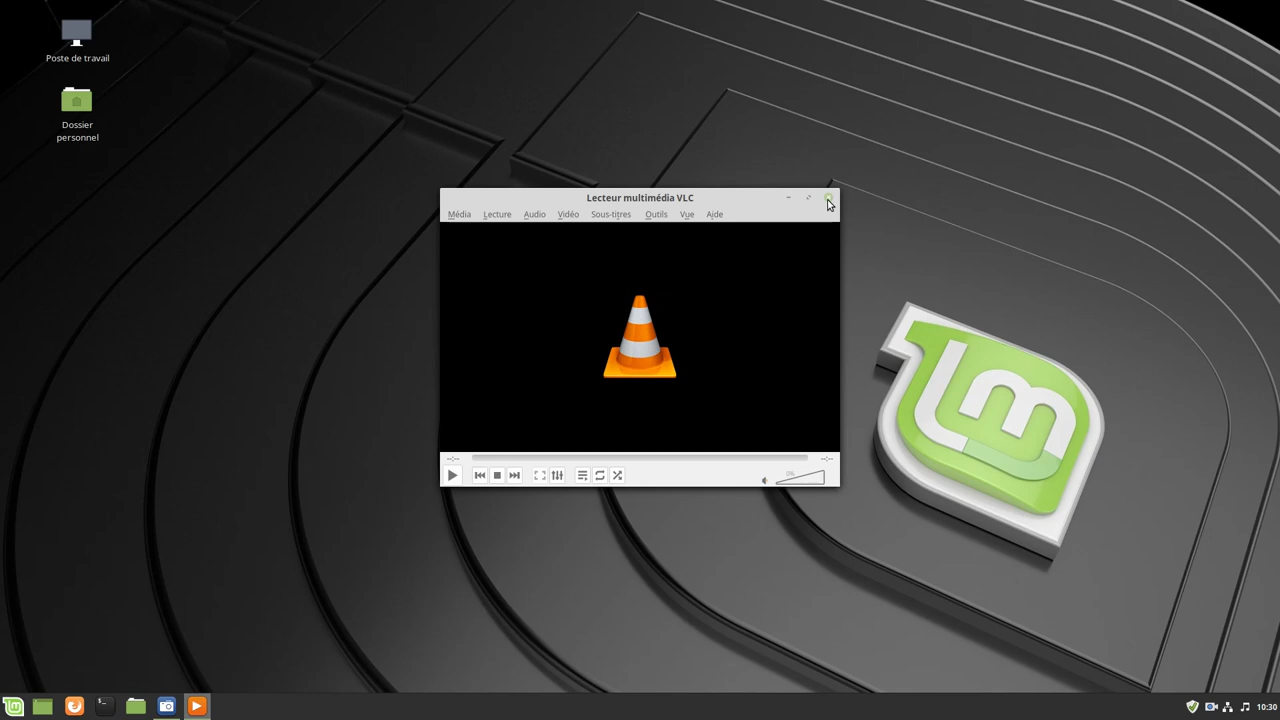 Poste de travail
Dossier
personnel
Lecteur multimédia VLC
Média Lecture Audio Vidéo Sous-titres Outils Vue Aide
--:-- --:--
0%
10:30